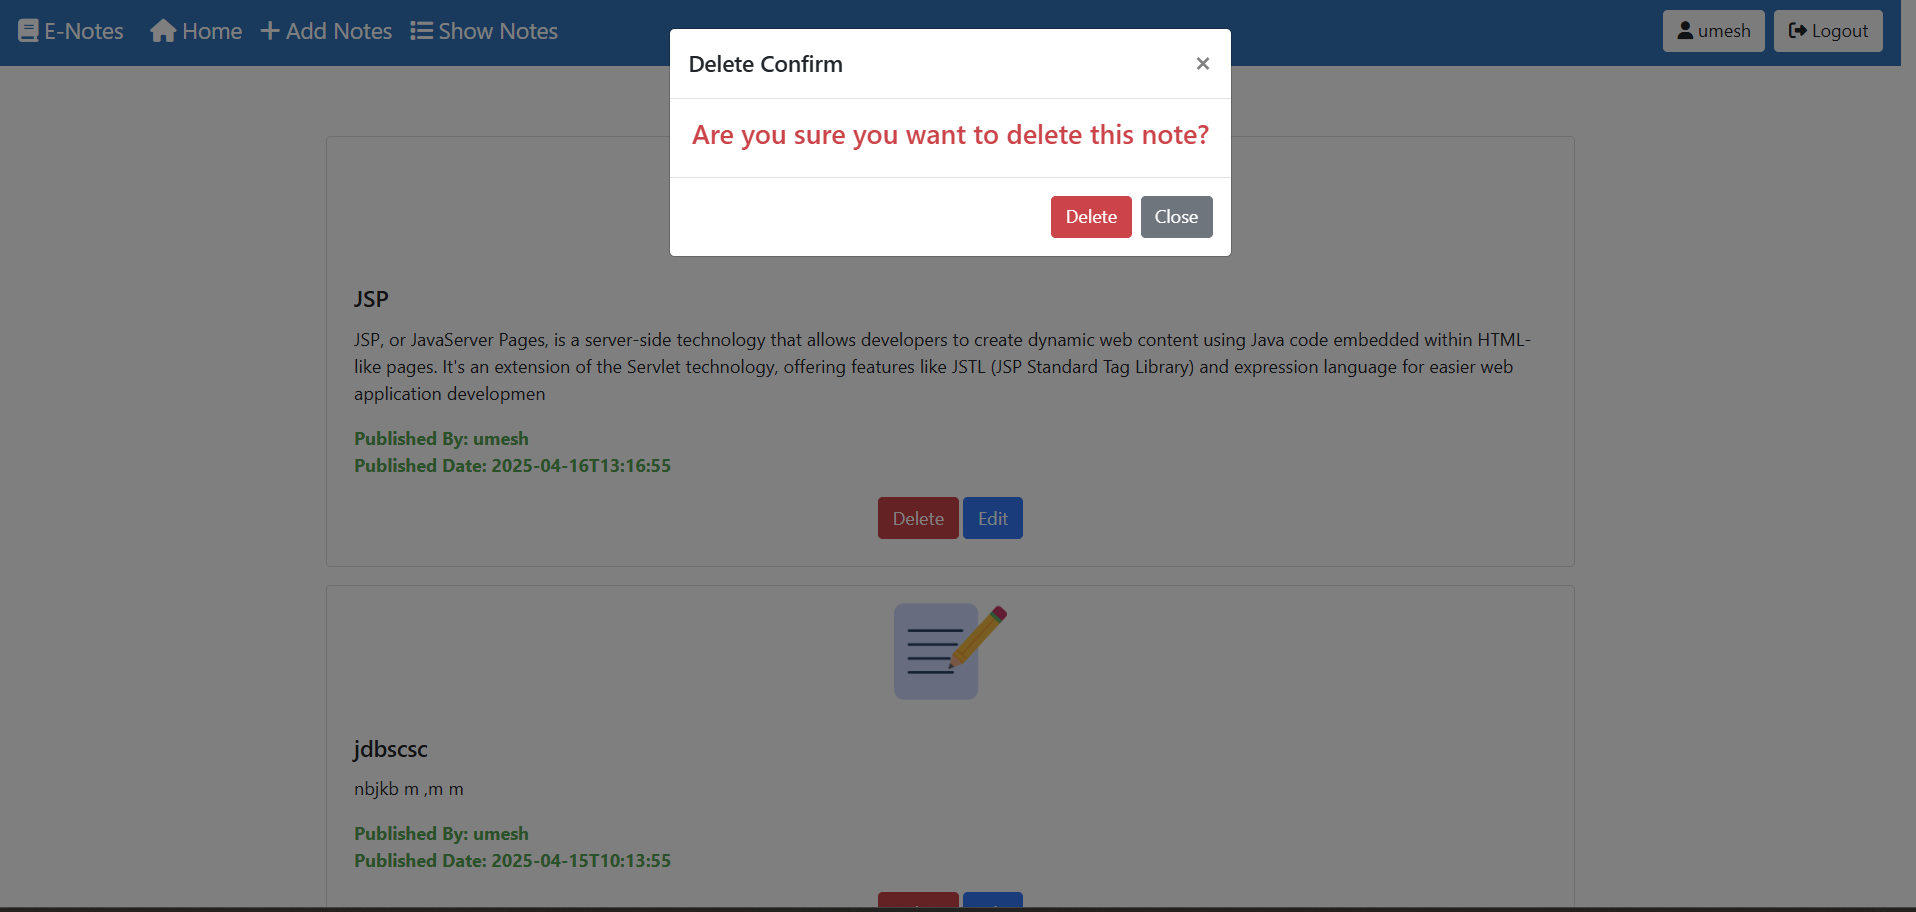 E-Notes Home Add Notes Show Notes umesh Logout
Delete Confirm ×
Are you sure you want to delete this note?
Delete Close
JSP
JSP, or JavaServer Pages, is a server-side technology that allows developers to create dynamic web content using Java code embedded within HTML-
like pages. It's an extension of the Servlet technology, offering features like JSTL (JSP Standard Tag Library) and expression language for easier web
application developmen
Published By: umesh
Published Date: 2025-04-16T13:16:55
Delete Edit
jdbscsc
nbjkb m ,m m
Published By: umesh
Published Date: 2025-04-15T10:13:55